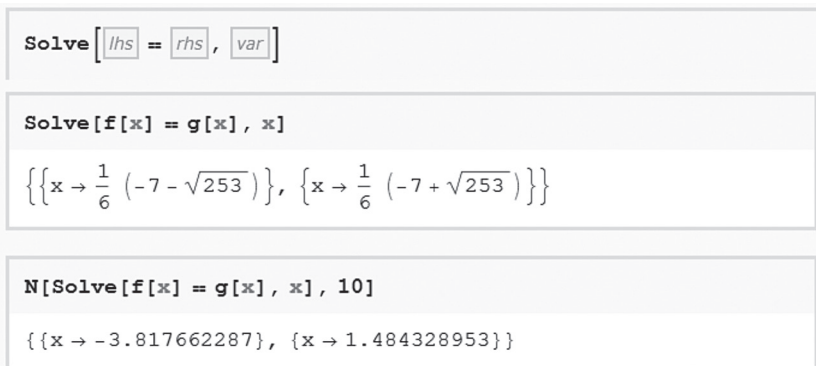 Solve[lhs == rhs, var]
Solve[f[x] == g[x], x]
{{x → 1/6 (-7 - √253)}, {x → 1/6 (-7 + √253)}}
N[Solve[f[x] == g[x], x], 10]
{{x → -3.817662287}, {x → 1.484328953}}